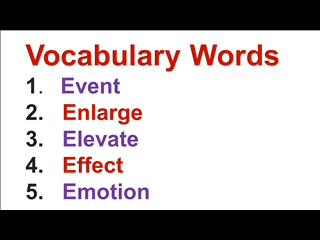 Vocabulary Words
1. Event
2. Enlarge
3. Elevate
4. Effect
5. Emotion